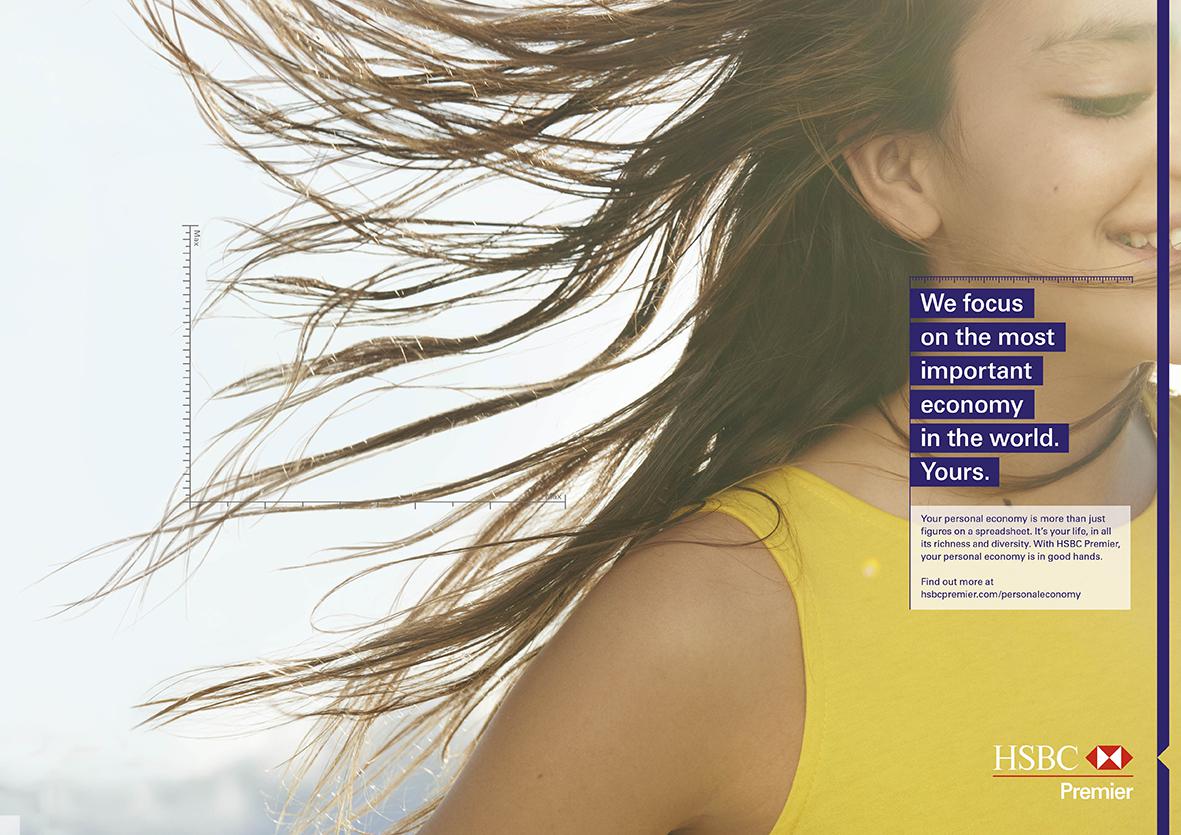 Max
Max
We focus
on the most
important
economy
in the world.
Yours.
Your personal economy is more than just
figures on a spreadsheet. It's your life, in all
its richness and diversity. With HSBC Premier,
your personal economy is in good hands.
Find out more at
hsbcpremier.com/personaleconomy
HSBC
Premier